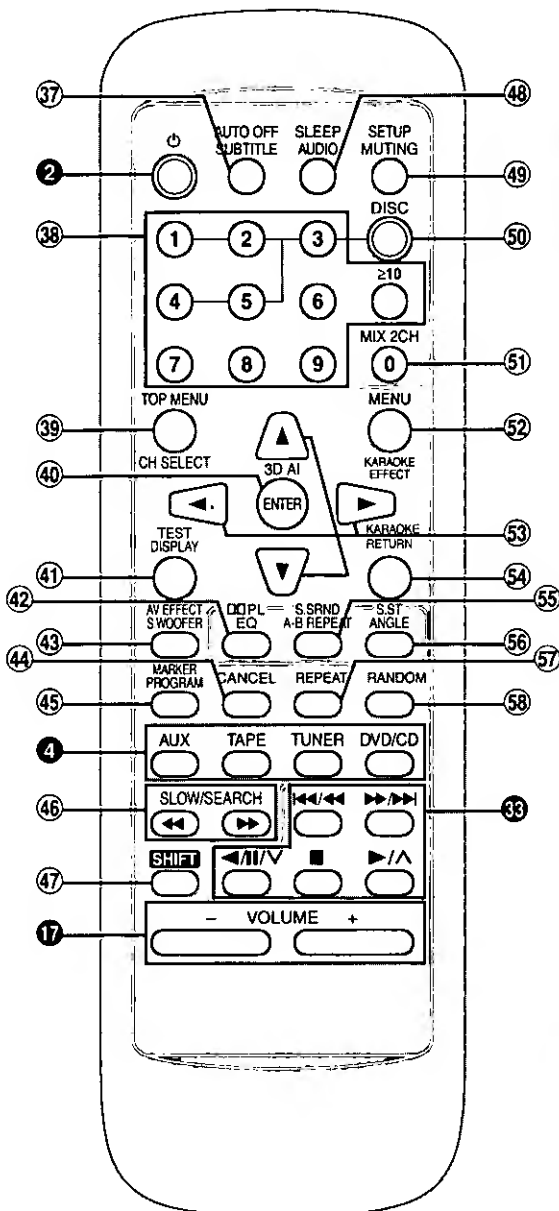 37 AUTO OFF SLEEP SETUP 48
⏻ SUBTITLE AUDIO MUTING
2 49
DISC
38 1 2 3 50
≥10
4 5 6
MIX 2CH
7 8 9 0 51
TOP MENU MENU
39 ▲ 52
40 3D AI
CH SELECT KARAOKE
EFFECT
◄ ENTER ►
53
TEST KARAOKE
DISPLAY RETURN
41 ▼ 54
42 55
AV EFFECT DD PL S.SRND S.ST
S WOOFER EQ A-B REPEAT ANGLE
43 56
44 57
MARKER
PROGRAM CANCEL REPEAT RANDOM
45 58
AUX TAPE TUNER DVD/CD
4
SLOW/SEARCH ⏮/◄◄ ►►/⏭ 33
46 ◄◄ ►►
SHIFT ◄/II/∨ ■ ►/∧
47
– VOLUME +
17